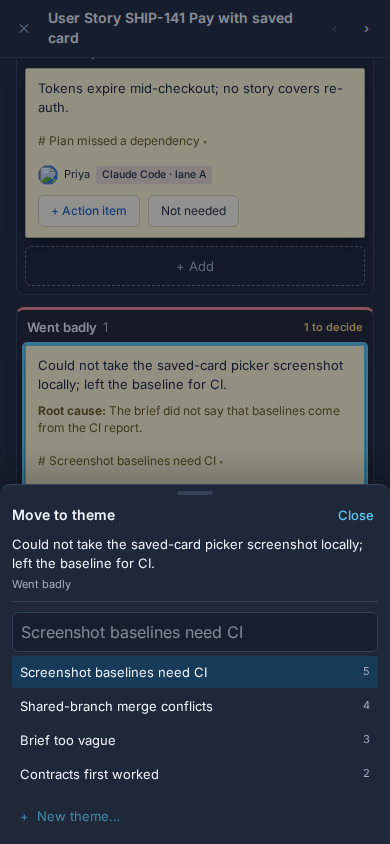 User Story SHIP-141 Pay with saved
card
Tokens expire mid-checkout; no story covers re-
auth.
# Plan missed a dependency
Priya
Claude Code · lane A
+ Action item
Not needed
+ Add
Went badly 1
1 to decide
Could not take the saved-card picker screenshot
locally; left the baseline for CI.
Root cause: The brief did not say that baselines come
from the CI report.
# Screenshot baselines need CI
Move to theme
Close
Could not take the saved-card picker screenshot locally;
left the baseline for CI.
Went badly
Screenshot baselines need CI
Screenshot baselines need CI 5
Shared-branch merge conflicts 4
Brief too vague 3
Contracts first worked 2
+ New theme...